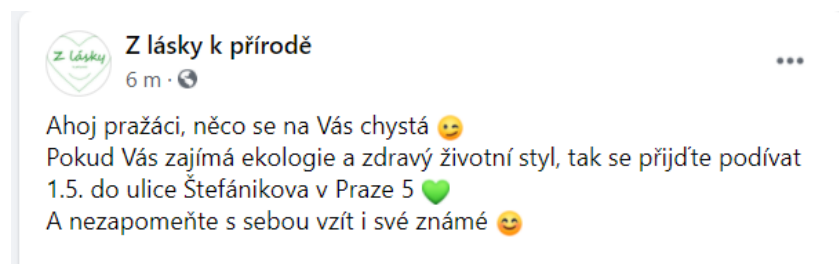 Z lásky
Z lásky k přírodě
6 m ·
Ahoj pražáci, něco se na Vás chystá 😉
Pokud Vás zajímá ekologie a zdravý životní styl, tak se přijďte podívat
1.5. do ulice Štefánikova v Praze 5 💚
A nezapomeňte s sebou vzít i své známé 😊